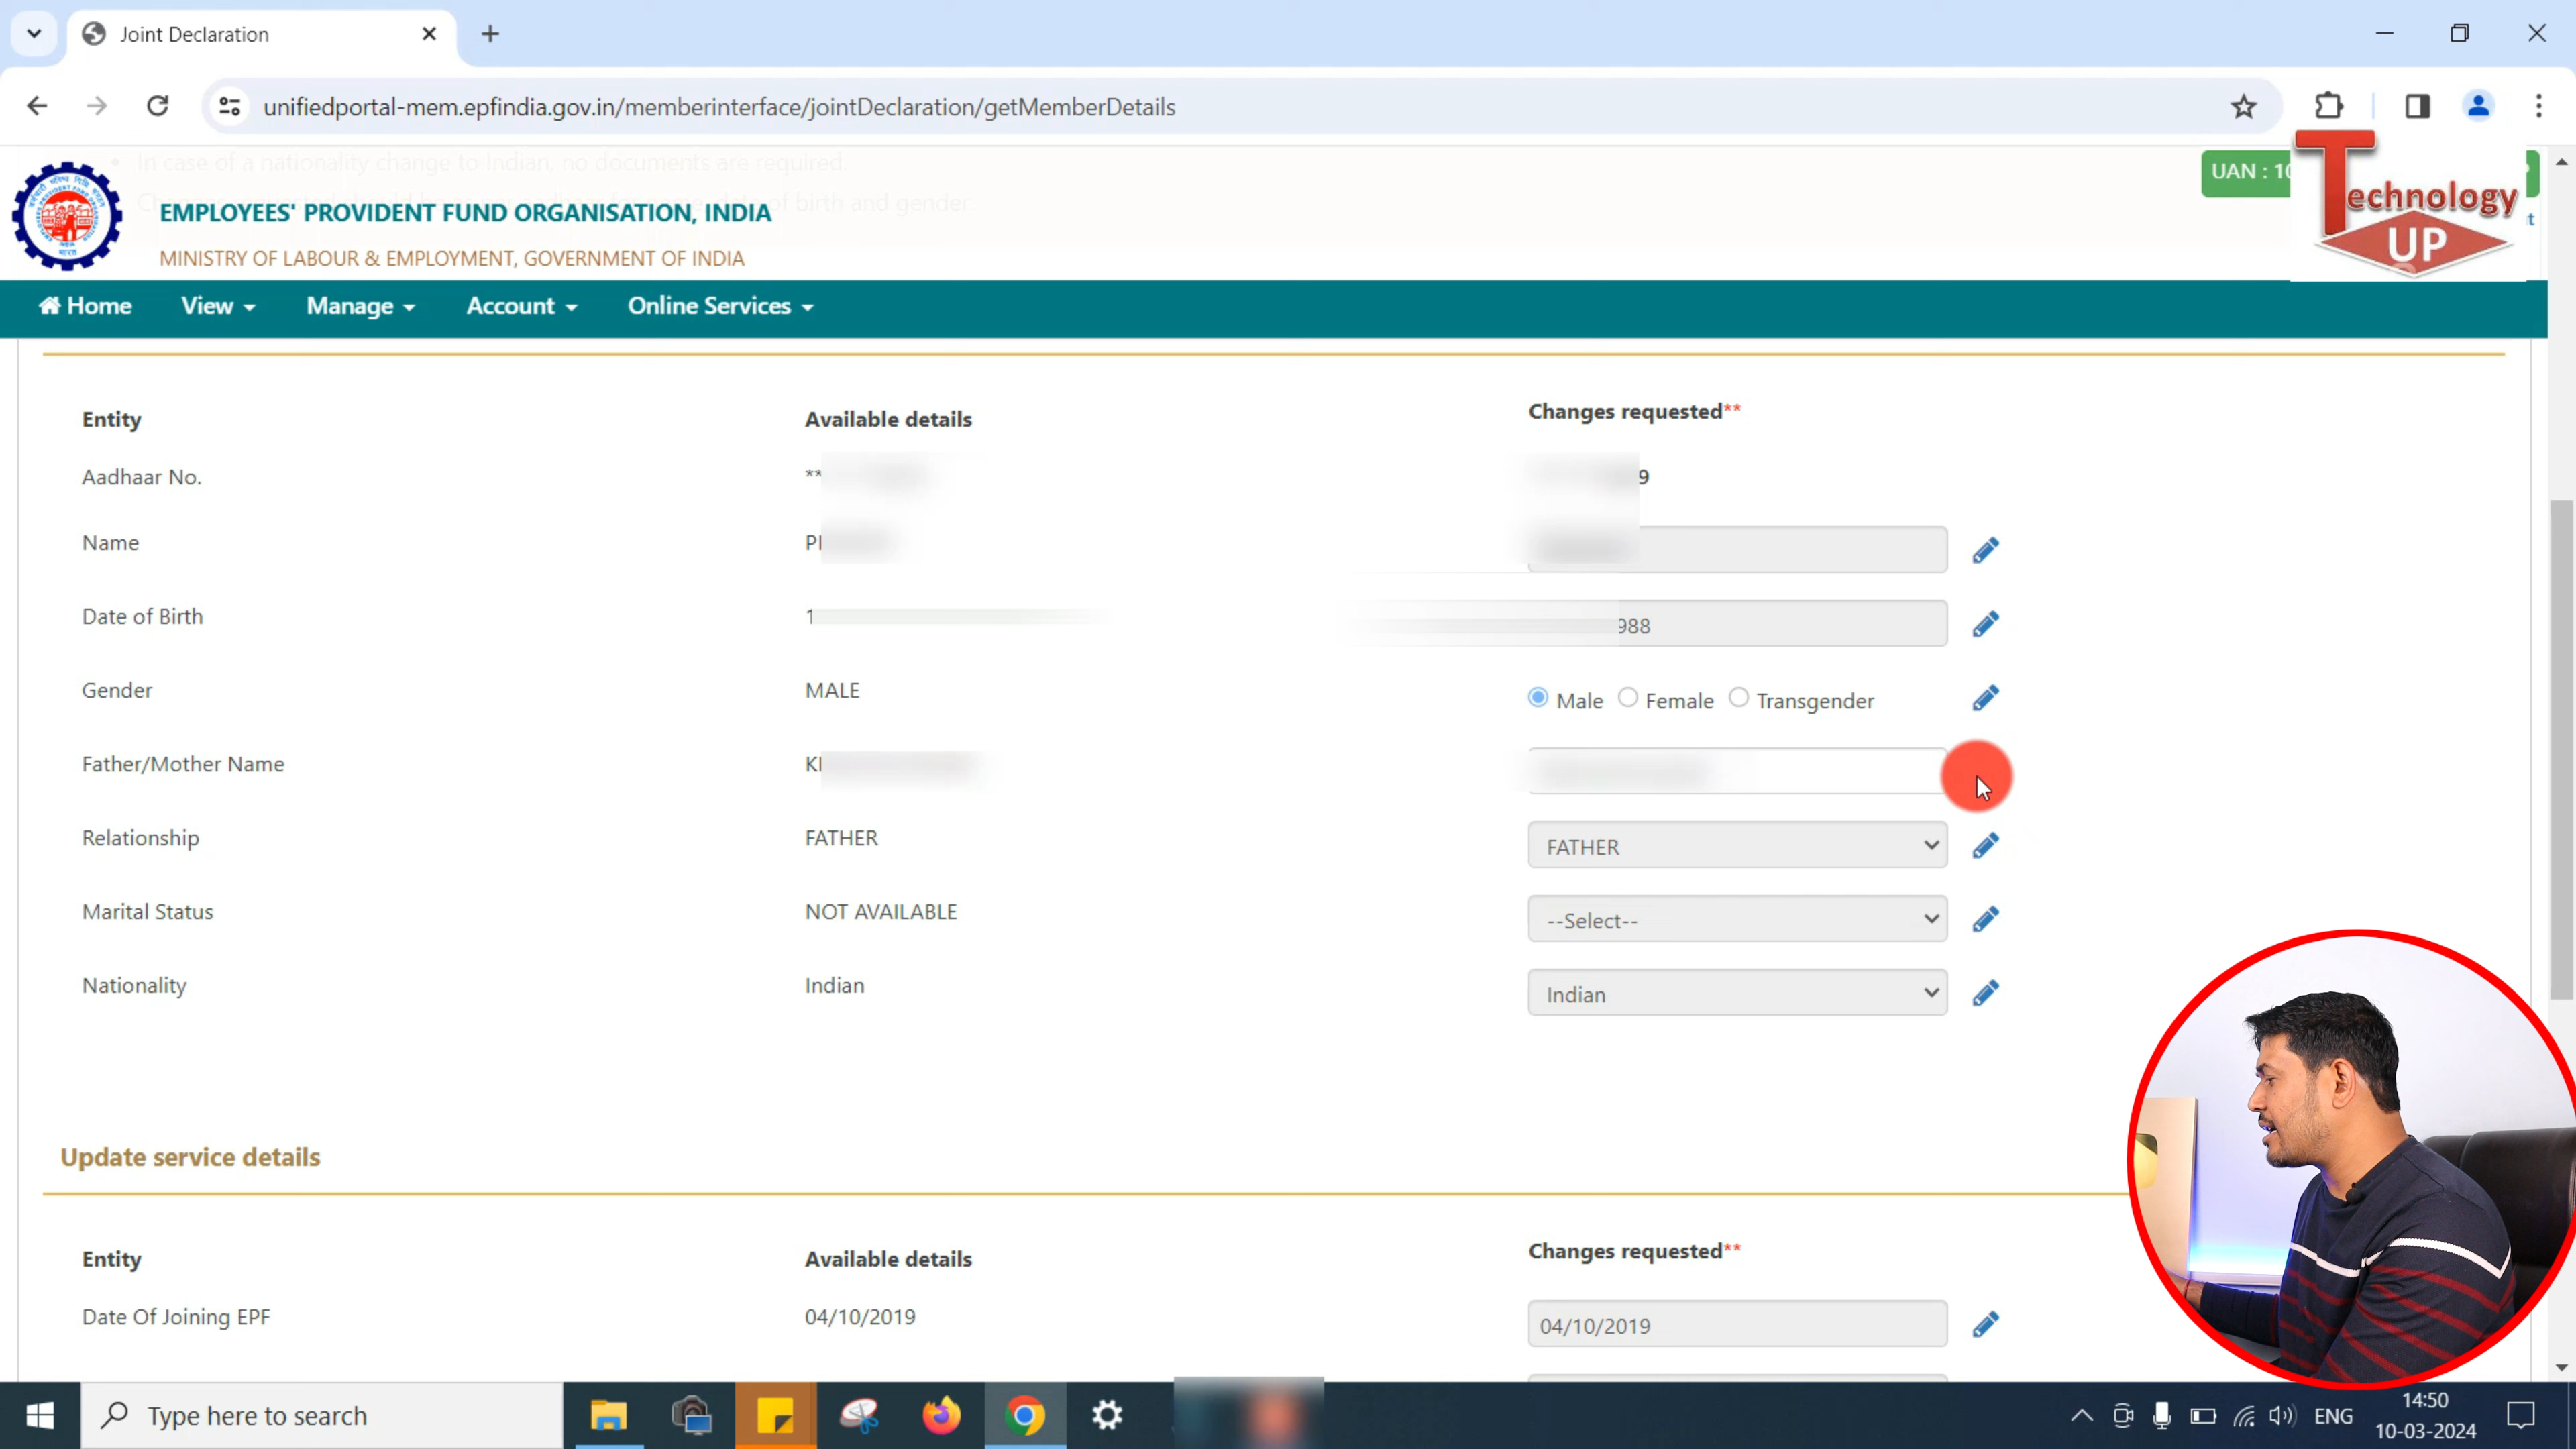 Joint Declaration
unifiedportal-mem.epfindia.gov.in/memberinterface/jointDeclaration/getMemberDetails
In case of a nationality change to Indian, no documents are required.
of birth and gender
EMPLOYEES' PROVIDENT FUND ORGANISATION, INDIA
MINISTRY OF LABOUR & EMPLOYMENT, GOVERNMENT OF INDIA
UAN : 10
Technology
UP
Home View Manage Account Online Services
Entity Available details Changes requested**
Aadhaar No. ** 9
Name
Date of Birth 1 988
Gender MALE Male Female Transgender
Father/Mother Name
Relationship FATHER FATHER
Marital Status NOT AVAILABLE --Select--
Nationality Indian Indian
Update service details
Entity Available details Changes requested**
Date Of Joining EPF 04/10/2019 04/10/2019
Type here to search
ENG
14:50
10-03-2024